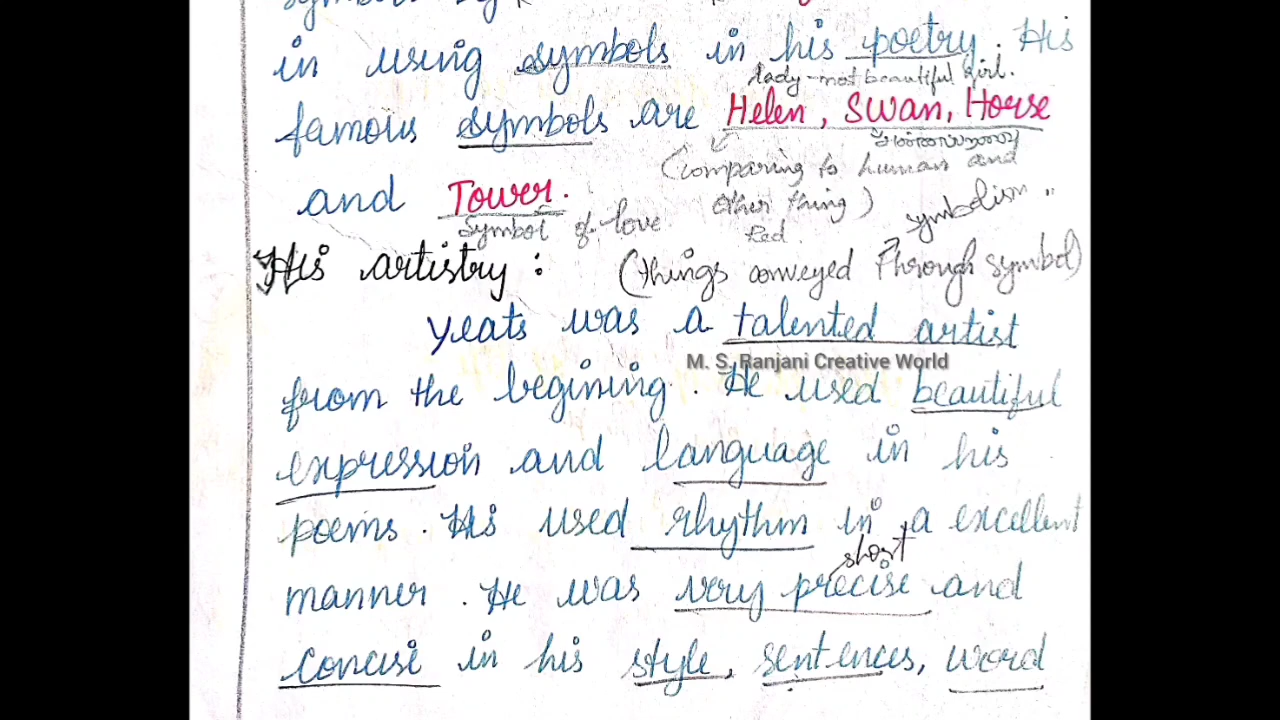 in using symbols in his poetry. His
lady - not beautiful girl.
famous symbols are Helen, Swan, Horse
(comparing to human and
and Tower. other thing) symbolism
symbol of love Red.
His artistry: (things conveyed Through symbol)
Yeats was a talented artist
M. S. Ranjani Creative World
from the begining. He used beautiful
expression and language in his
poems. His used rhythm in a excellent
short
manner. He was very precise and
concise in his style, sentences, word